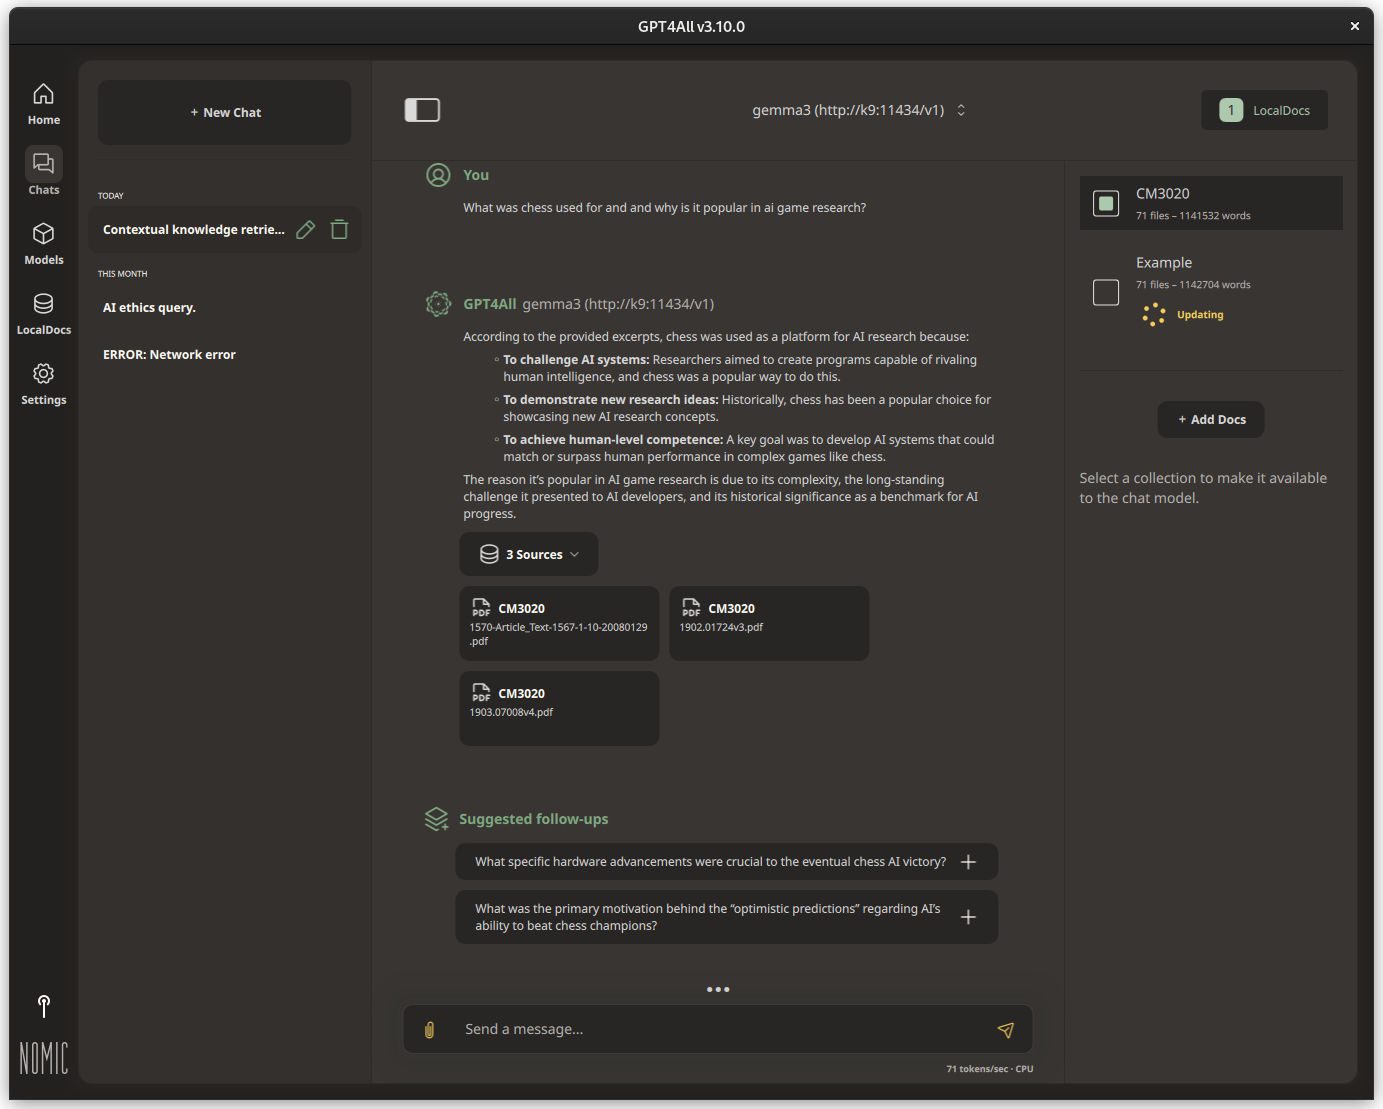 GPT4All v3.10.0
Home
Chats
Models
LocalDocs
Settings
NOMIC
+ New Chat
TODAY
Contextual knowledge retrie...
THIS MONTH
AI ethics query.
ERROR: Network error
gemma3 (http://k9:11434/v1)
1 LocalDocs
You
What was chess used for and and why is it popular in ai game research?
GPT4All gemma3 (http://k9:11434/v1)
According to the provided excerpts, chess was used as a platform for AI research because:
◦ To challenge AI systems: Researchers aimed to create programs capable of rivaling
human intelligence, and chess was a popular way to do this.
◦ To demonstrate new research ideas: Historically, chess has been a popular choice for
showcasing new AI research concepts.
◦ To achieve human-level competence: A key goal was to develop AI systems that could
match or surpass human performance in complex games like chess.
The reason it’s popular in AI game research is due to its complexity, the long-standing
challenge it presented to AI developers, and its historical significance as a benchmark for AI
progress.
3 Sources
PDF CM3020
1570-Article_Text-1567-1-10-20080129
.pdf
PDF CM3020
1902.01724v3.pdf
PDF CM3020
1903.07008v4.pdf
Suggested follow-ups
What specific hardware advancements were crucial to the eventual chess AI victory?
What was the primary motivation behind the “optimistic predictions” regarding AI’s
ability to beat chess champions?
Send a message...
71 tokens/sec · CPU
CM3020
71 files – 1141532 words
Example
71 files – 1142704 words
Updating
+ Add Docs
Select a collection to make it available
to the chat model.